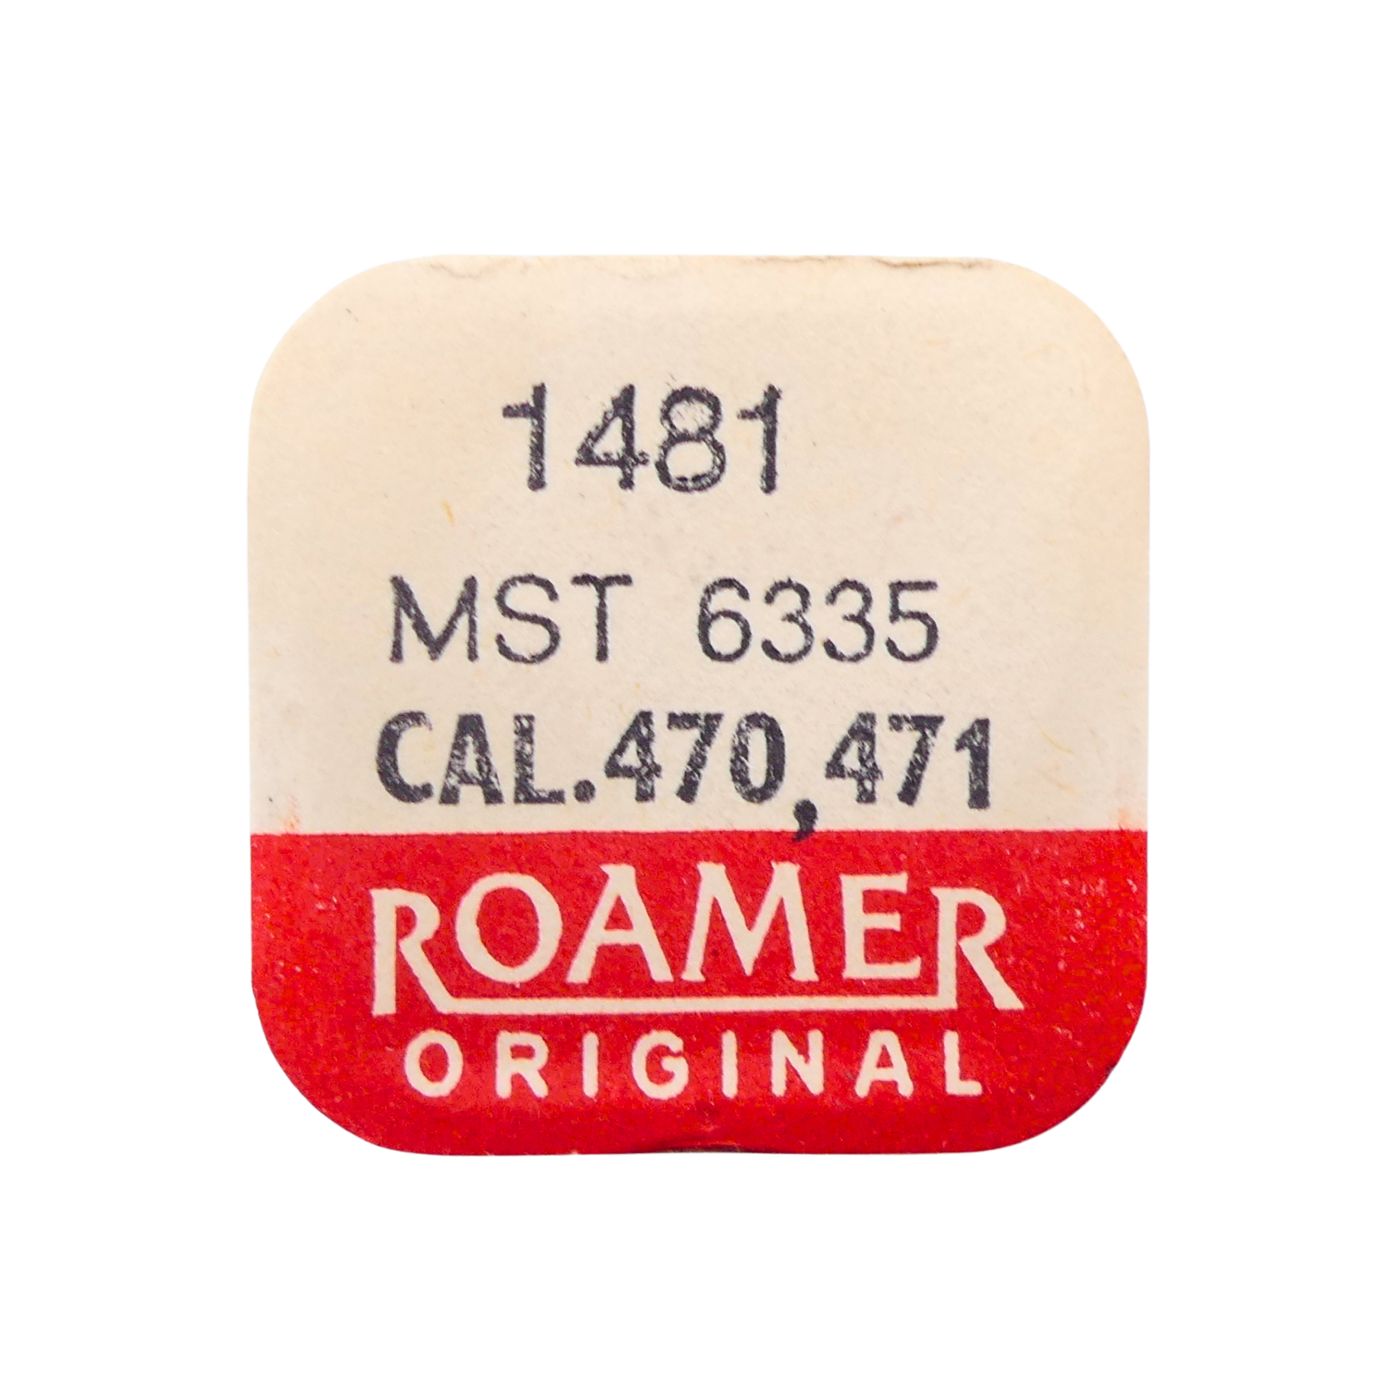 1481
MST 6335
CAL.470,471
ROAMER
ORIGINAL